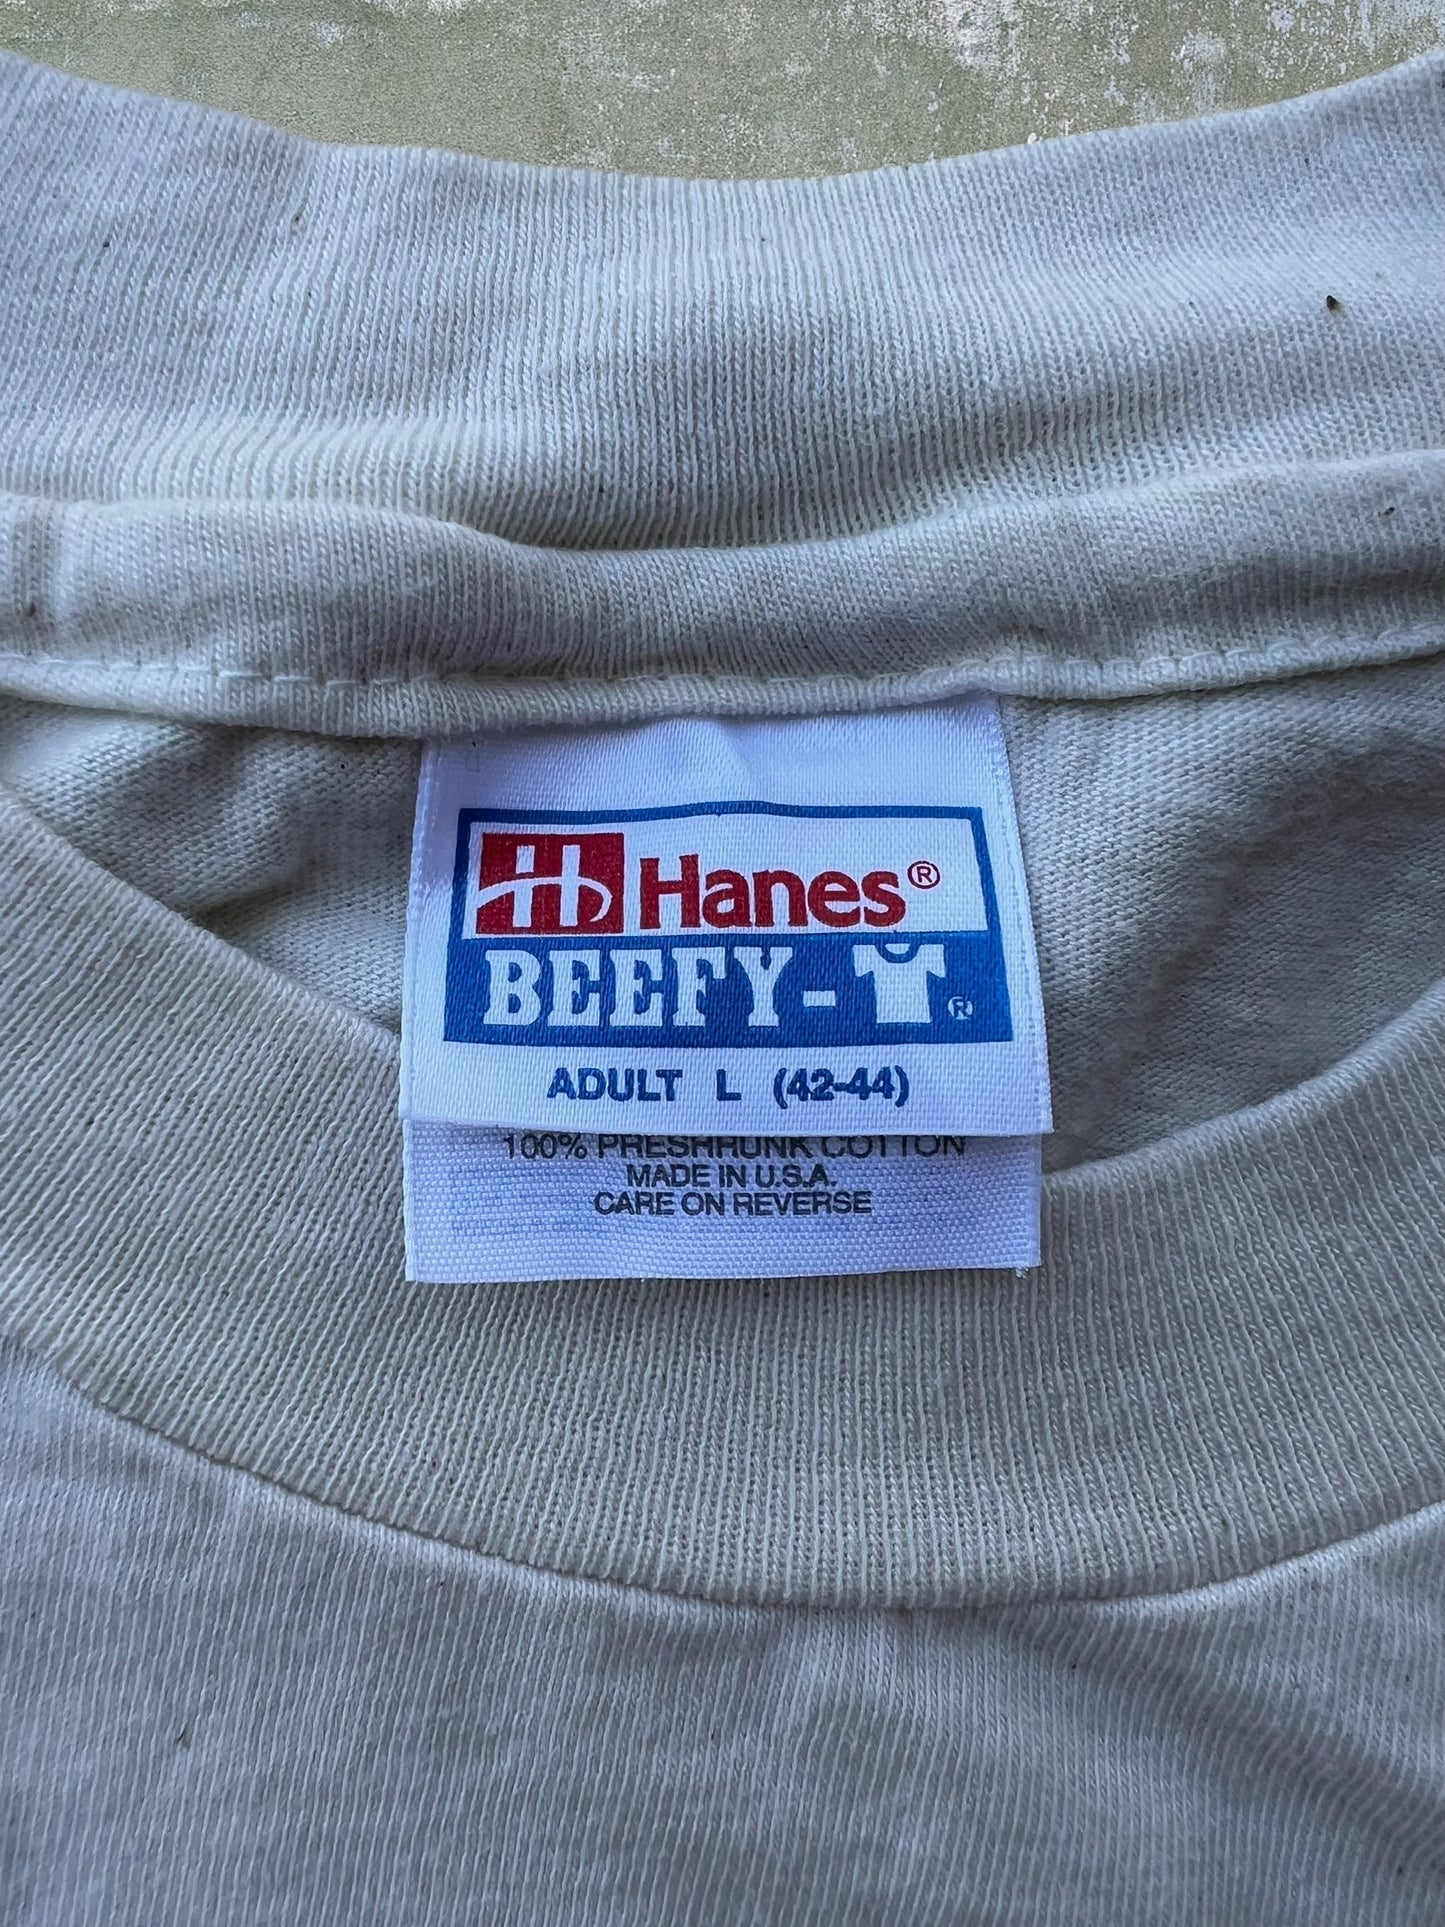 H Hanes®
BEEFY-T®
ADULT L (42-44)
100% PRESHRUNK COTTON
MADE IN U.S.A.
CARE ON REVERSE